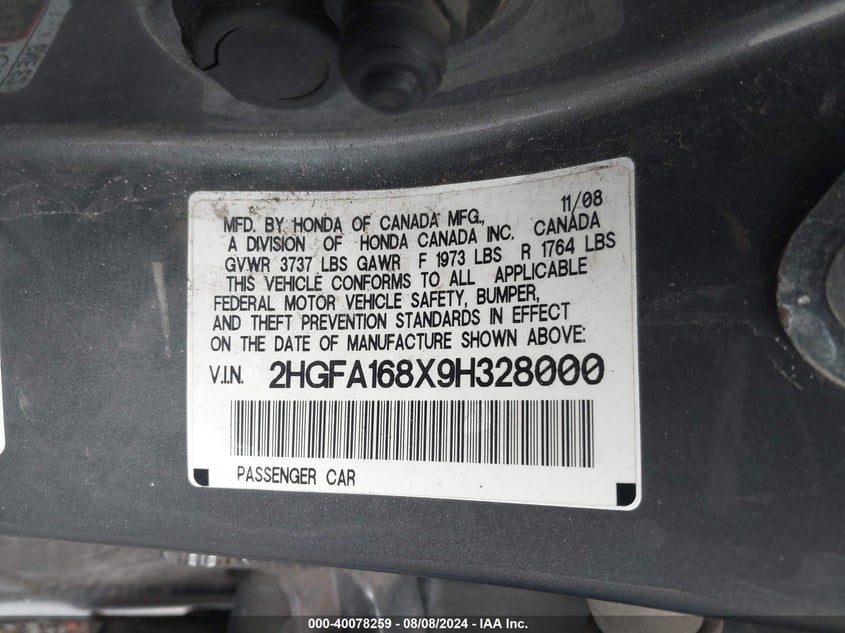 11/08
MFD. BY HONDA OF CANADA MFG.,
A DIVISION OF HONDA CANADA INC. CANADA
GVWR 3737 LBS GAWR F 1973 LBS R 1764 LBS
THIS VEHICLE CONFORMS TO ALL APPLICABLE
FEDERAL MOTOR VEHICLE SAFETY, BUMPER,
AND THEFT PREVENTION STANDARDS IN EFFECT
ON THE DATE OF MANUFACTURE SHOWN ABOVE:
V.I.N. 2HGFA168X9H328000
PASSENGER CAR
000-40078259 - 08/08/2024 - IAA Inc.